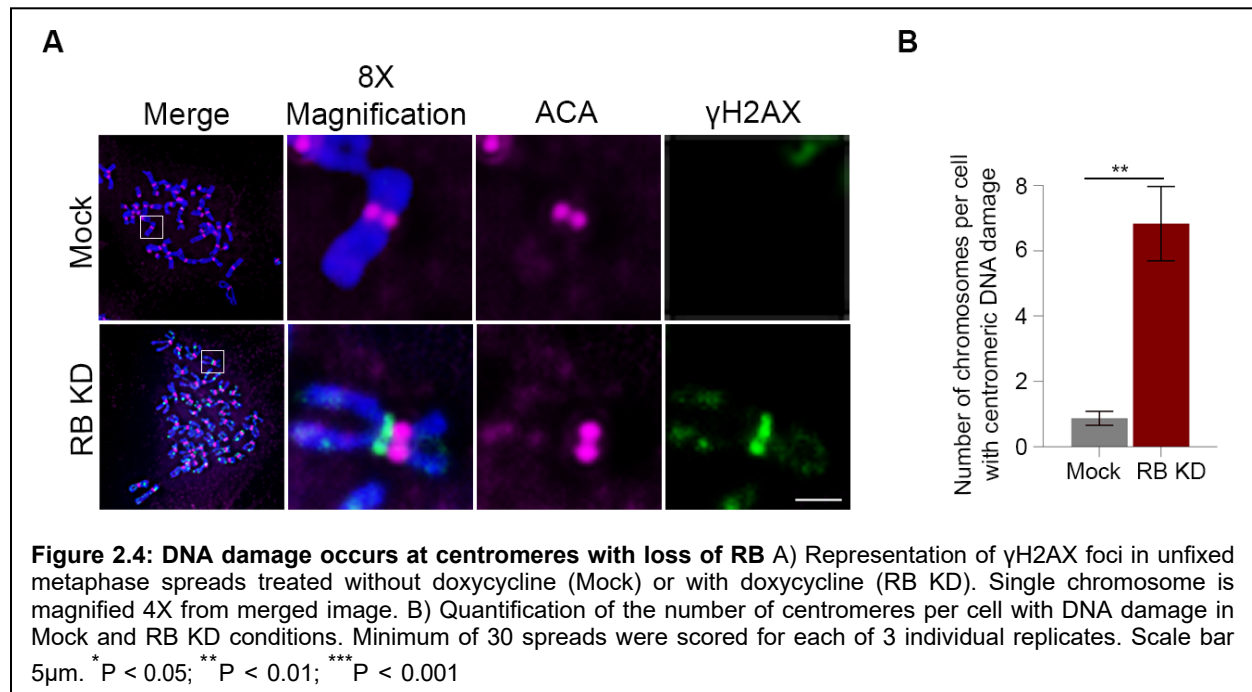 A
B
8X
Magnification
Merge
ACA
γH2AX
Mock
RB KD
Number of chromosomes per cell
with centromeric DNA damage
**
8
6
4
2
0
Mock
RB KD
Figure 2.4: DNA damage occurs at centromeres with loss of RB A) Representation of γH2AX foci in unfixed
metaphase spreads treated without doxycycline (Mock) or with doxycycline (RB KD). Single chromosome is
magnified 4X from merged image. B) Quantification of the number of centromeres per cell with DNA damage in
Mock and RB KD conditions. Minimum of 30 spreads were scored for each of 3 individual replicates. Scale bar
5μm. *P < 0.05; **P < 0.01; ***P < 0.001